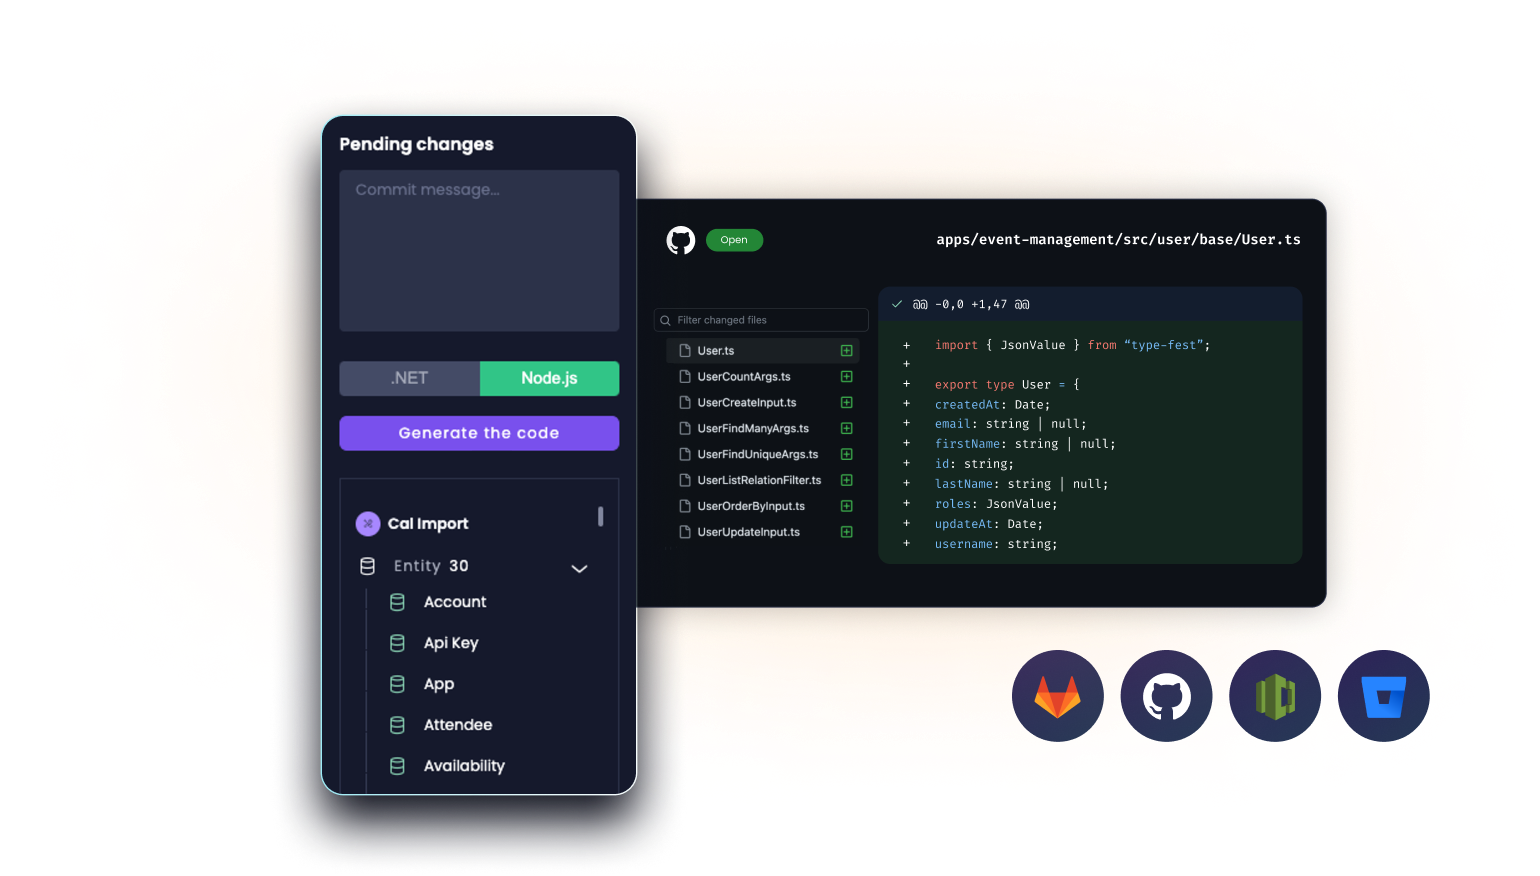 Pending changes
Commit message...
.NET
Node.js
Generate the code
Cal Import
Entity 30
Account
Api Key
App
Attendee
Availability
Open
apps/event-management/src/user/base/User.ts
Filter changed files
User.ts
UserCountArgs.ts
UserCreateInput.ts
UserFindManyArgs.ts
UserFindUniqueArgs.ts
UserListRelationFilter.ts
UserOrderByInput.ts
UserUpdateInput.ts
@@ -0,0 +1,47 @@
+ import { JsonValue } from “type-fest”;
+
+ export type User = {
+ createdAt: Date;
+ email: string | null;
+ firstName: string | null;
+ id: string;
+ lastName: string | null;
+ roles: JsonValue;
+ updateAt: Date;
+ username: string;